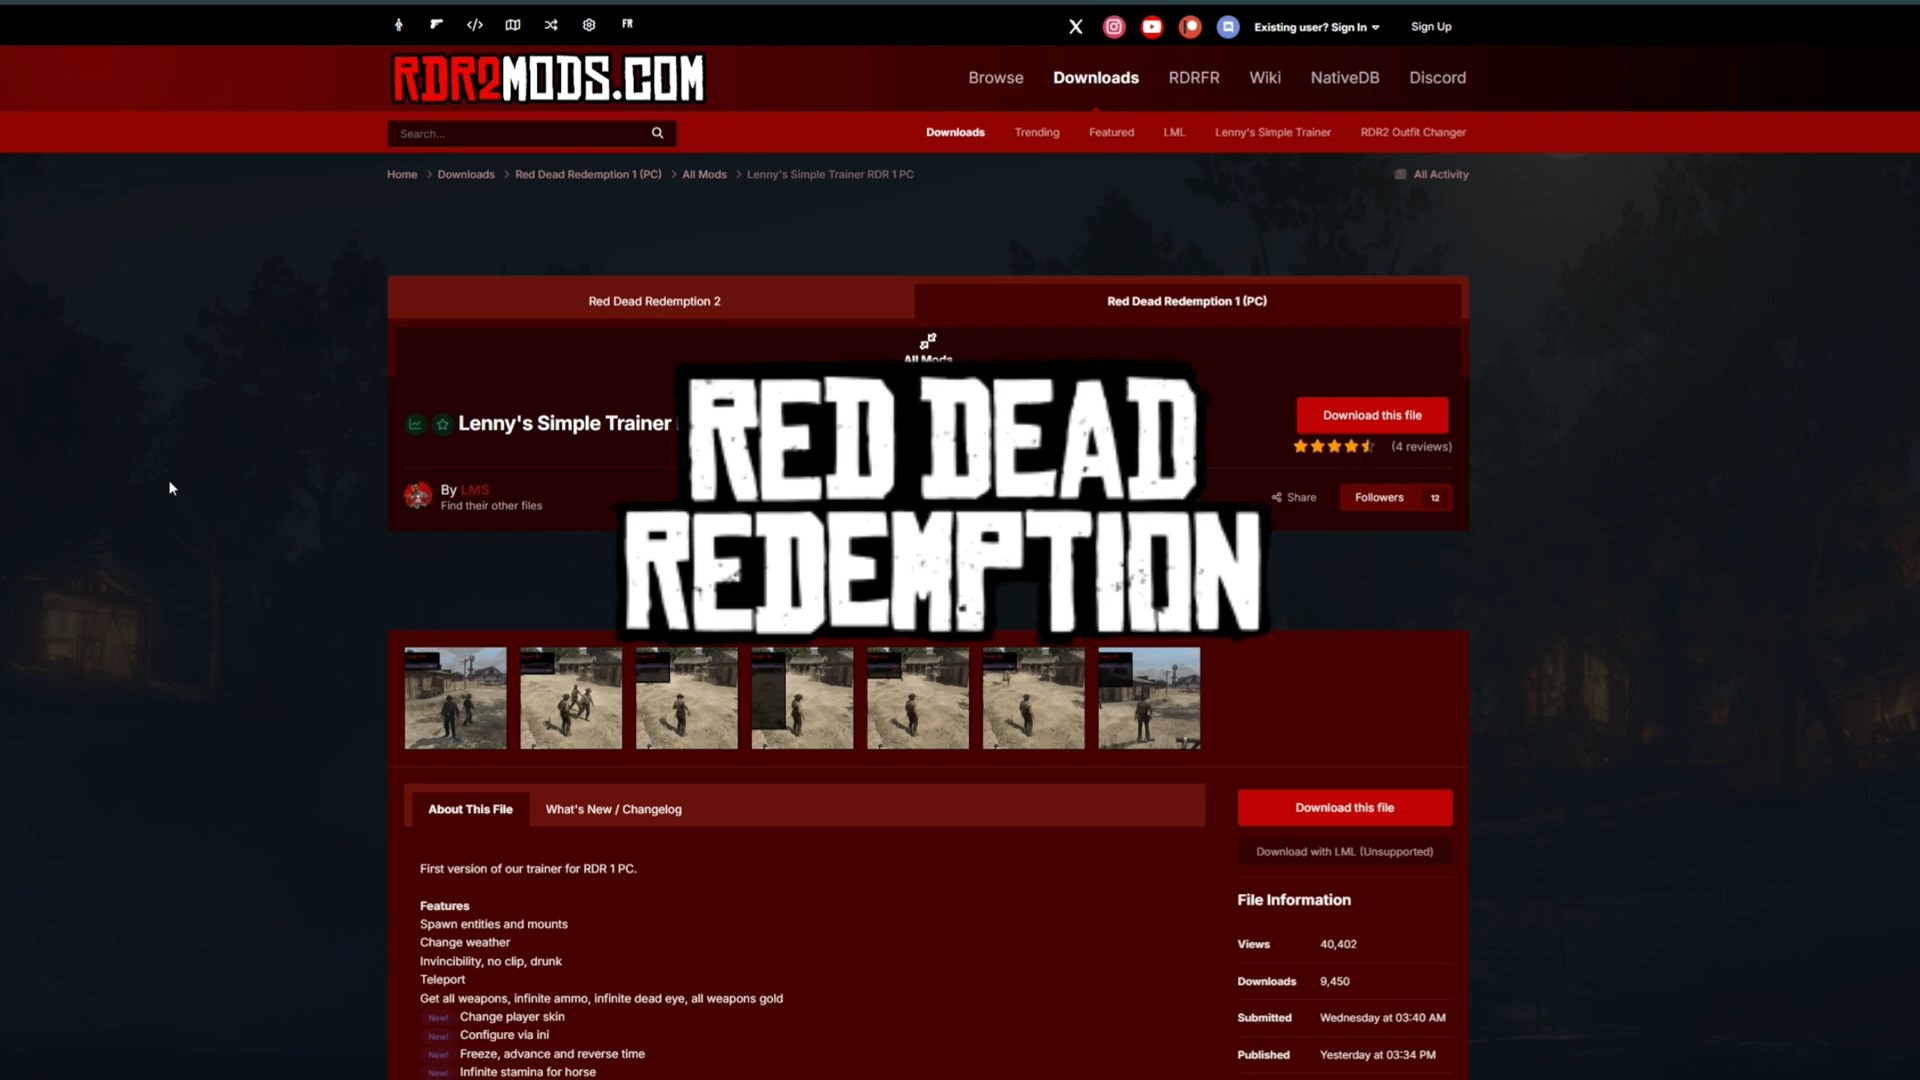 FR
Existing user? Sign In
Sign Up
RDR2MODS.COM
Browse
Downloads
RDRFR
Wiki
NativeDB
Discord
Search...
Downloads
Trending
Featured
LML
Lenny's Simple Trainer
RDR2 Outfit Changer
Home > Downloads > Red Dead Redemption 1 (PC) > All Mods > Lenny's Simple Trainer RDR 1 PC
All Activity
Red Dead Redemption 2
Red Dead Redemption 1 (PC)
All Mods
RED DEAD
REDEMPTION
Lenny's Simple Trainer
Download this file
(4 reviews)
By LMS
Find their other files
Share
Followers 12
About This File
What's New / Changelog
First version of our trainer for RDR 1 PC.
Features
Spawn entities and mounts
Change weather
Invincibility, no clip, drunk
Teleport
Get all weapons, infinite ammo, infinite dead eye, all weapons gold
New! Change player skin
New! Configure via ini
New! Freeze, advance and reverse time
New! Infinite stamina for horse
Download this file
Download with LML (Unsupported)
File Information
Views 40,402
Downloads 9,450
Submitted Wednesday at 03:40 AM
Published Yesterday at 03:34 PM